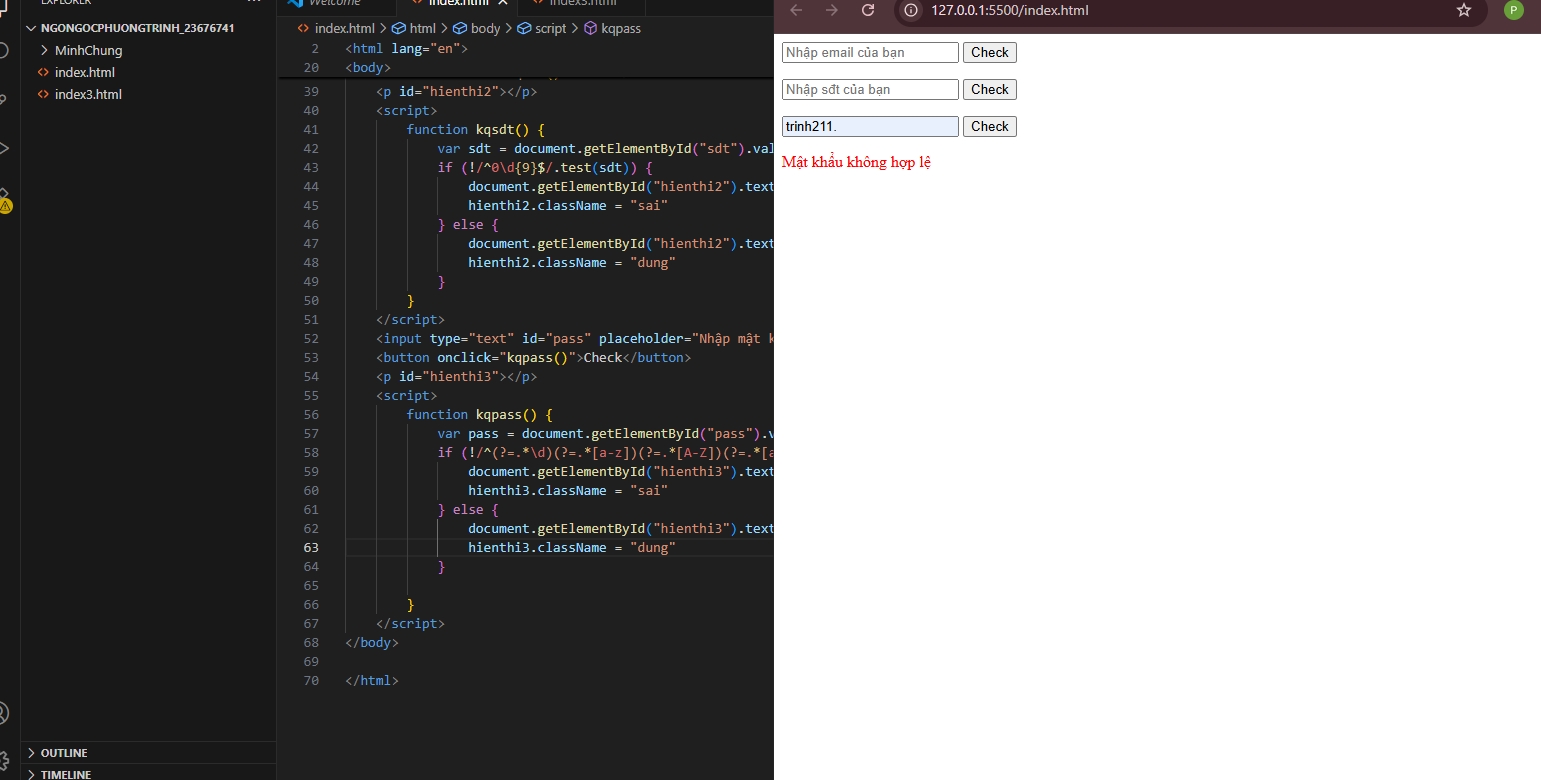 EXPLORER
NGONGOCPHUONGTRINH_23676741
MinhChung
index.html
index3.html
OUTLINE
TIMELINE
Welcome
index.html
index3.html
index.html > html > body > script > kqpass
2 <html lang="en">
20 <body>
39 <p id="hienthi2"></p>
40 <script>
41 function kqsdt() {
42 var sdt = document.getElementById("sdt").val
43 if (!/^0\d{9}$/.test(sdt)) {
44 document.getElementById("hienthi2").text
45 hienthi2.className = "sai"
46 } else {
47 document.getElementById("hienthi2").text
48 hienthi2.className = "dung"
49 }
50 }
51 </script>
52 <input type="text" id="pass" placeholder="Nhập mật k
53 <button onclick="kqpass()">Check</button>
54 <p id="hienthi3"></p>
55 <script>
56 function kqpass() {
57 var pass = document.getElementById("pass").v
58 if (!/^(?=.*\d)(?=.*[a-z])(?=.*[A-Z])(?=.*[a
59 document.getElementById("hienthi3").text
60 hienthi3.className = "sai"
61 } else {
62 document.getElementById("hienthi3").text
63 hienthi3.className = "dung"
64 }
65
66 }
67 </script>
68 </body>
69
70 </html>
127.0.0.1:5500/index.html
P
Nhập email của bạn Check
Nhập sđt của bạn Check
trinh211. Check
Mật khẩu không hợp lệ